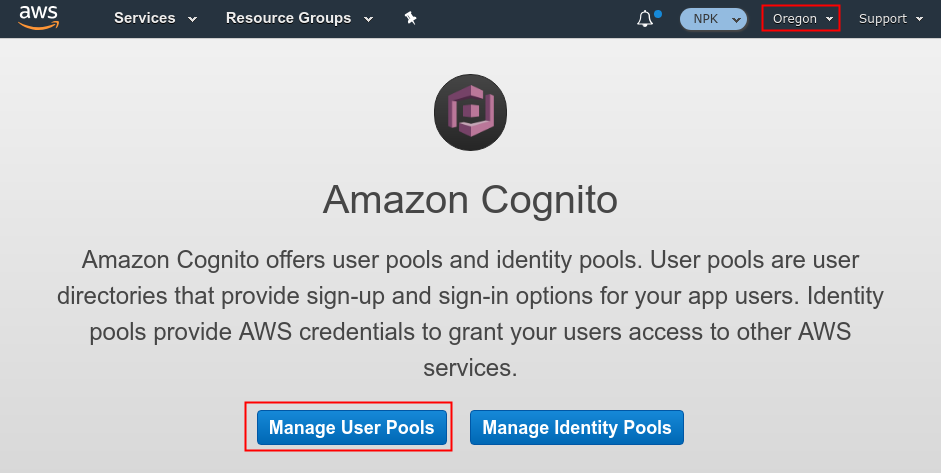 aws Services Resource Groups NPK Oregon Support
Amazon Cognito
Amazon Cognito offers user pools and identity pools. User pools are user
directories that provide sign-up and sign-in options for your app users. Identity
pools provide AWS credentials to grant your users access to other AWS
services.
Manage User Pools Manage Identity Pools